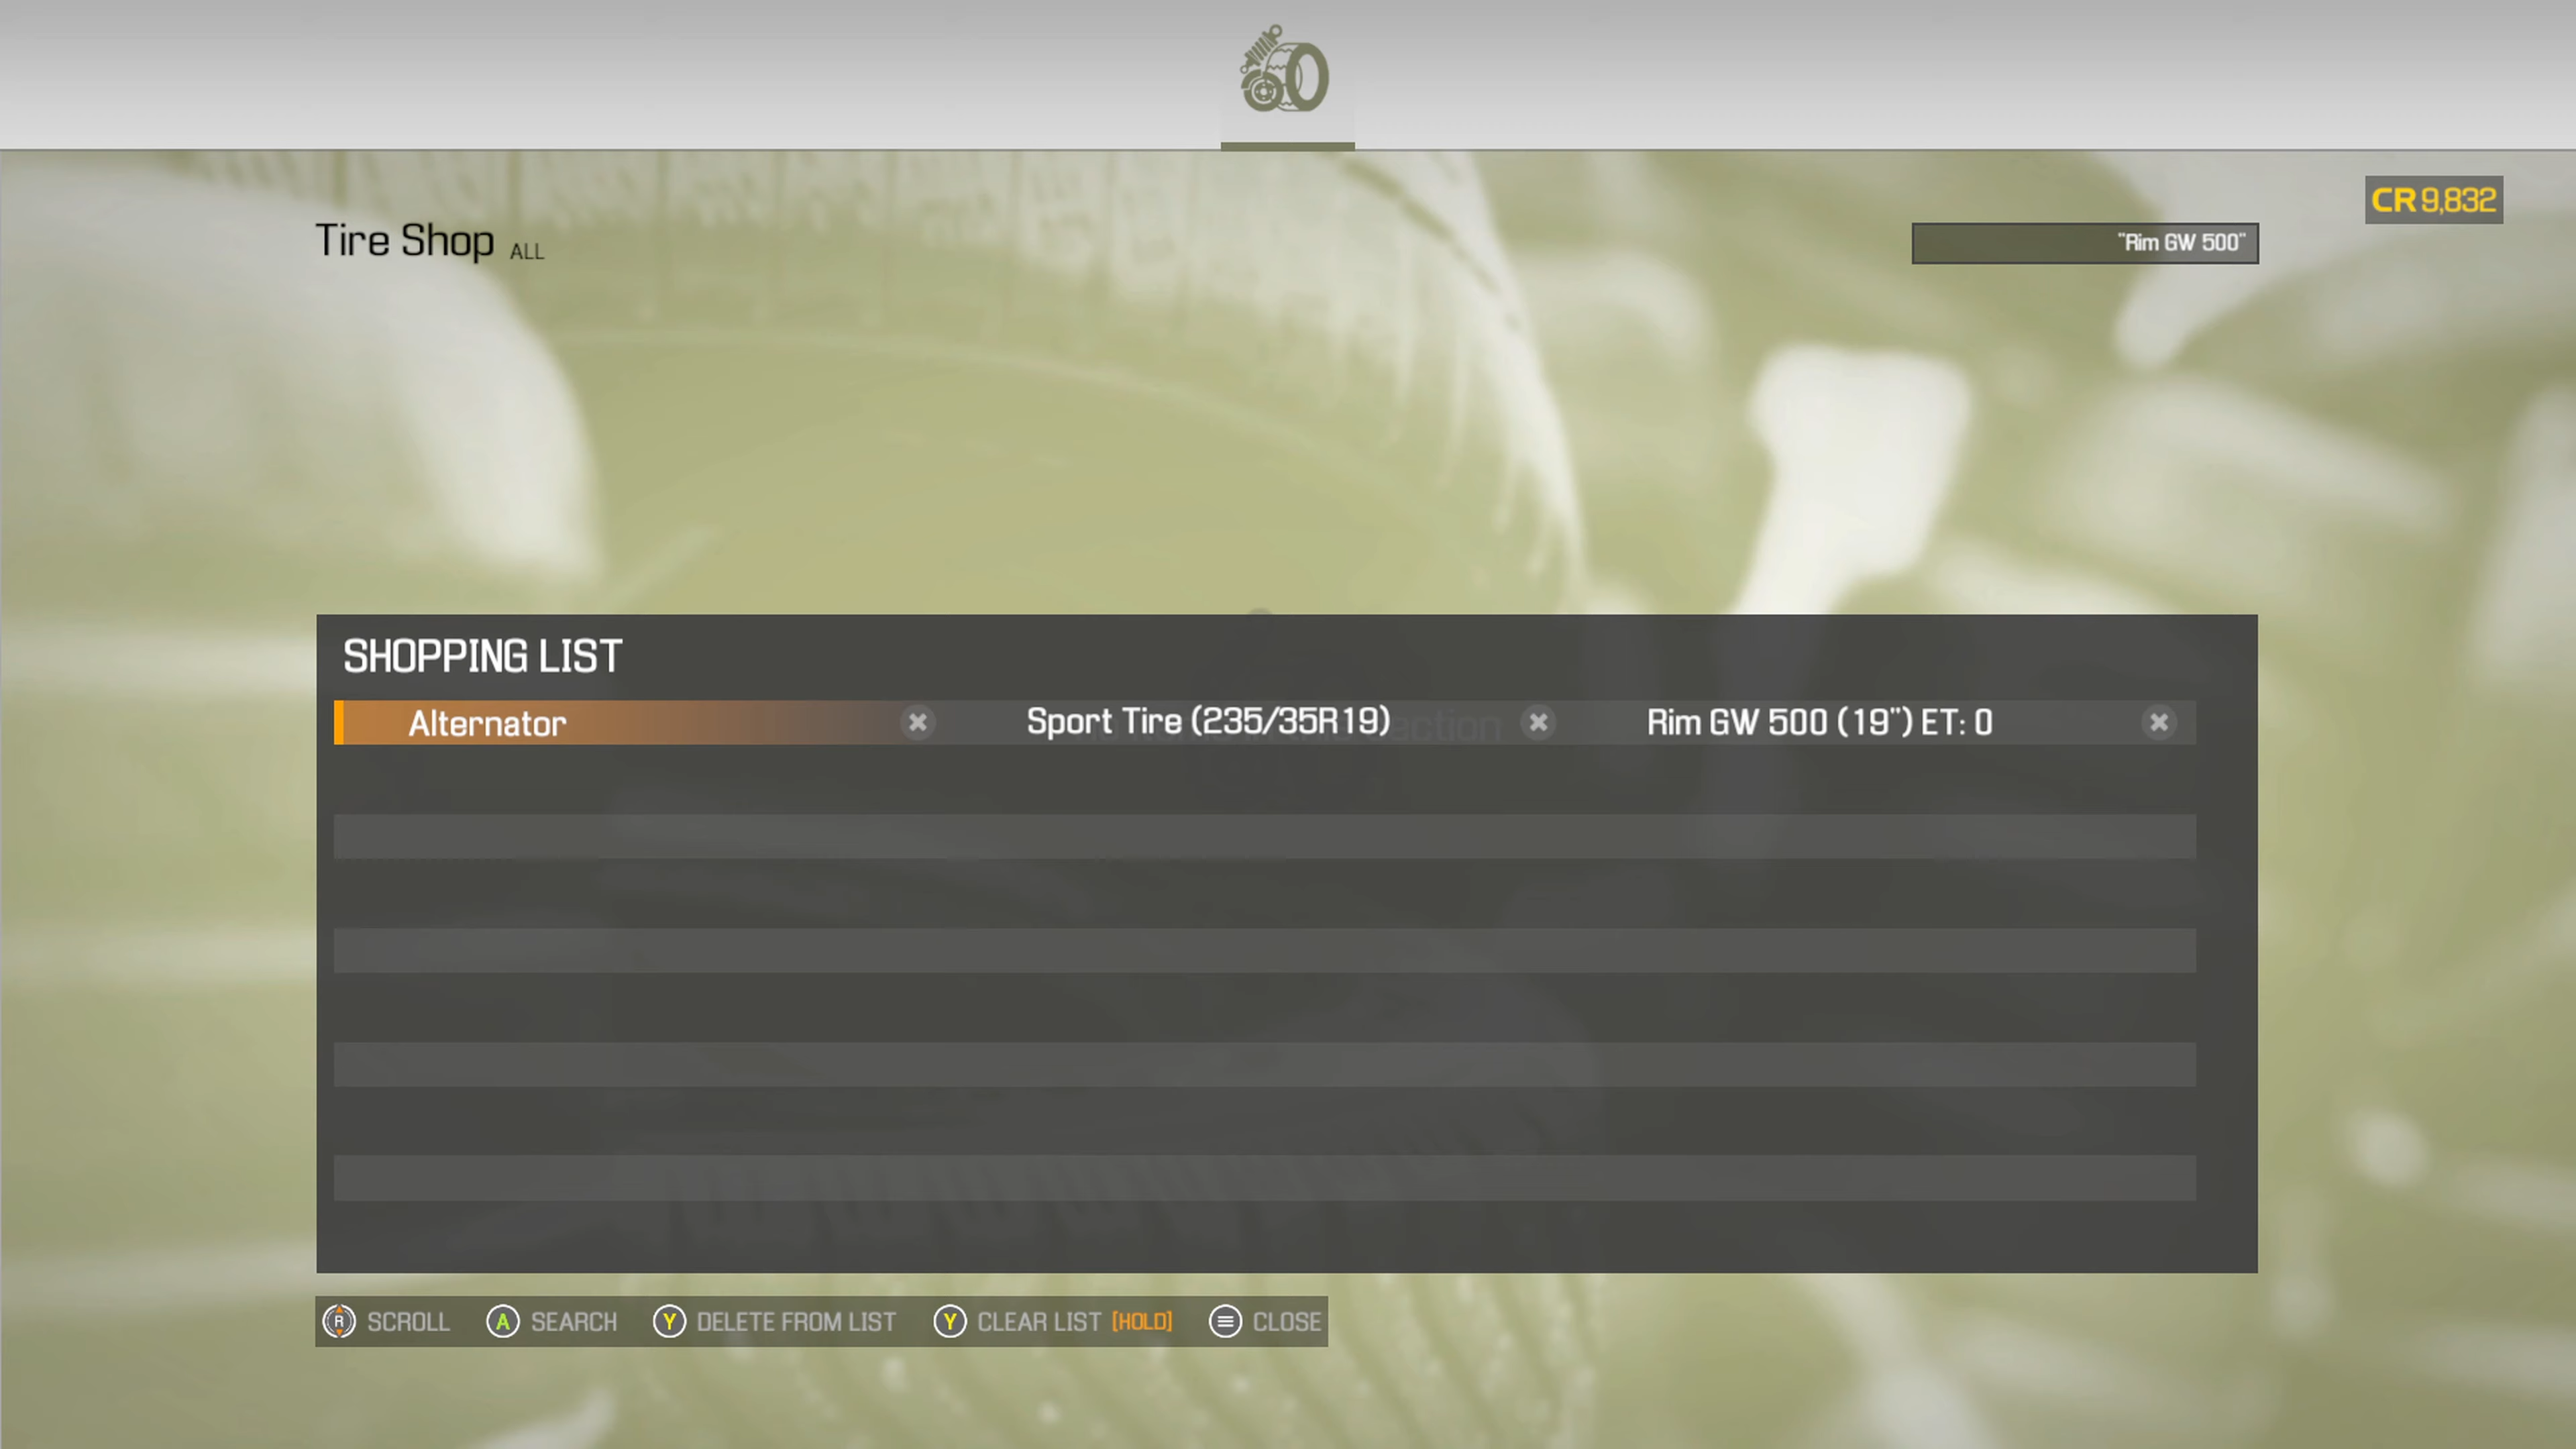 CR 9,832
Tire Shop ALL
"Rim GW 500"
SHOPPING LIST
Alternator
Sport Tire (235/35R19)
Rim GW 500 (19") ET: 0
R SCROLL A SEARCH Y DELETE FROM LIST Y CLEAR LIST [HOLD] CLOSE